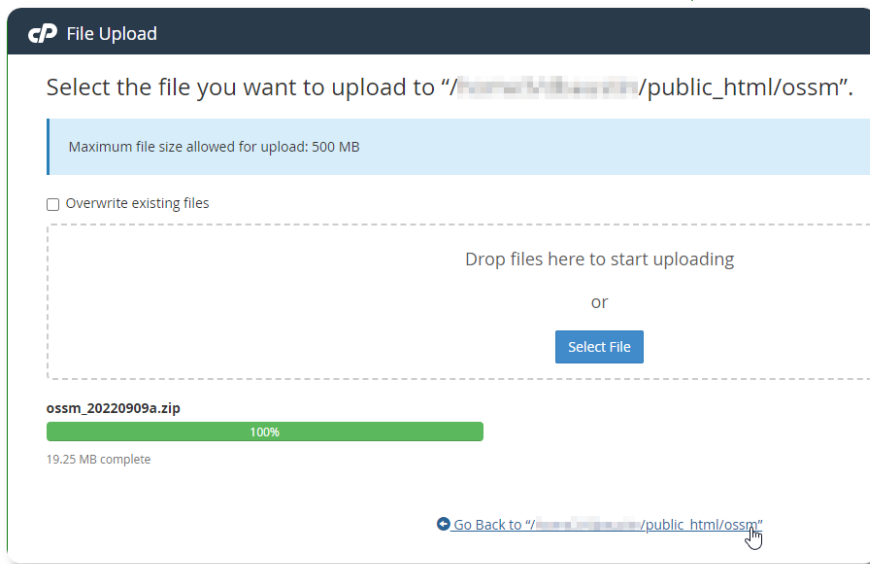 cP File Upload
Select the file you want to upload to “/ /public_html/ossm”.
Maximum file size allowed for upload: 500 MB
Overwrite existing files
Drop files here to start uploading
or
Select File
ossm_20220909a.zip
100%
19.25 MB complete
Go Back to “/ /public_html/ossm”